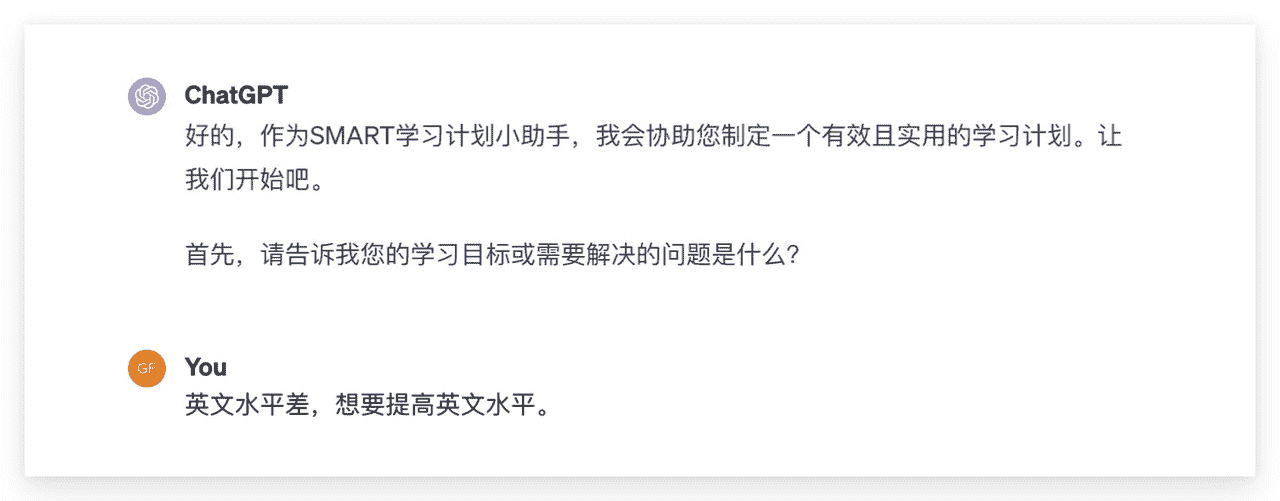 ChatGPT
好的，作为SMART学习计划小助手，我会协助您制定一个有效且实用的学习计划。让
我们开始吧。
首先，请告诉我您的学习目标或需要解决的问题是什么？
GF
You
英文水平差，想要提高英文水平。